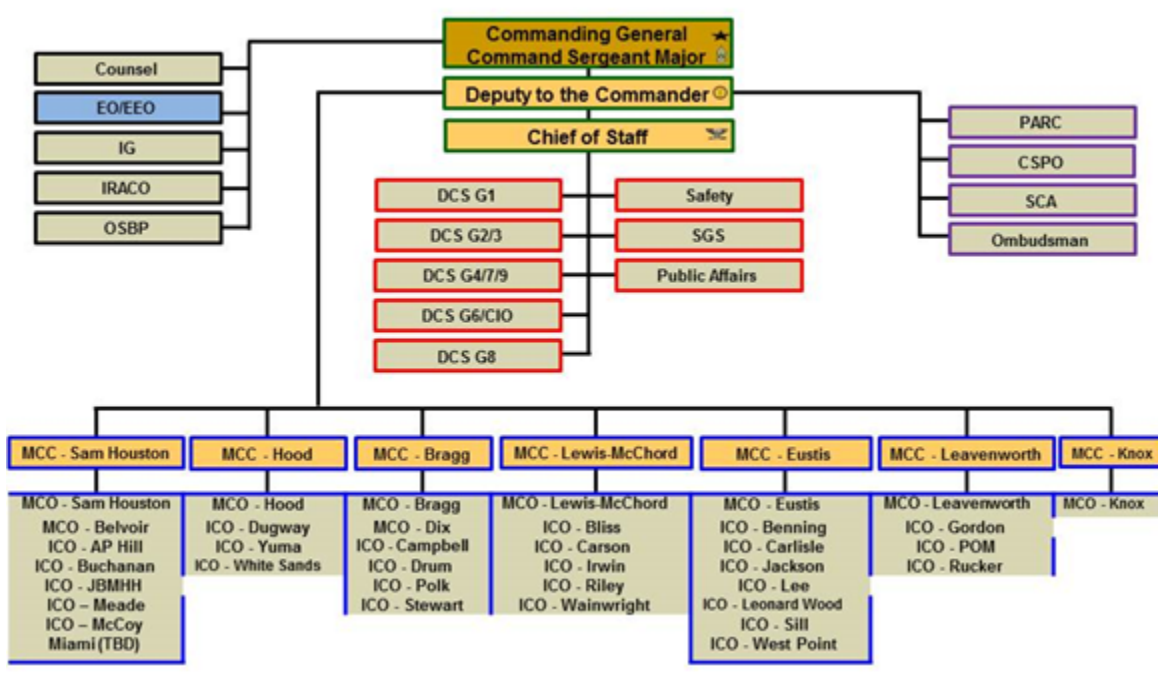 Commanding General
Command Sergeant Major
Deputy to the Commander
Chief of Staff
Counsel
EO/EEO
IG
IRACO
OSBP
PARC
CSPO
SCA
Ombudsman
DCS G1
DCS G2/3
DCS G4/7/9
DCS G6/CIO
DCS G8
Safety
SGS
Public Affairs
MCC - Sam Houston
MCO - Sam Houston
MCO - Belvoir
ICO - AP Hill
ICO - Buchanan
ICO - JBMHH
ICO – Meade
ICO – McCoy
Miami (TBD)
MCC - Hood
MCO - Hood
ICO - Dugway
ICO - Yuma
ICO - White Sands
MCC - Bragg
MCO - Bragg
MCO - Dix
ICO - Campbell
ICO - Drum
ICO - Polk
ICO - Stewart
MCC - Lewis-McChord
MCO - Lewis-McChord
ICO - Bliss
ICO - Carson
ICO - Irwin
ICO - Riley
ICO - Wainwright
MCC - Eustis
MCO - Eustis
ICO - Benning
ICO - Carlisle
ICO - Jackson
ICO - Lee
ICO - Leonard Wood
ICO - Sill
ICO - West Point
MCC - Leavenworth
MCO - Leavenworth
ICO - Gordon
ICO - POM
ICO - Rucker
MCC - Knox
MCO - Knox